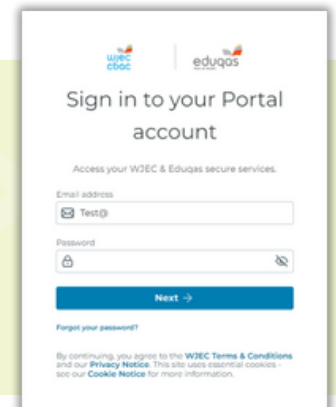 wjec cbac eduqas
Sign in to your Portal
account
Access your WJEC & Eduqas secure services.
Email address
Test@
Password
Next →
Forgot your password?
By continuing, you agree to the WJEC Terms & Conditions
and our Privacy Notice. This site uses essential cookies -
see our Cookie Notice for more information.